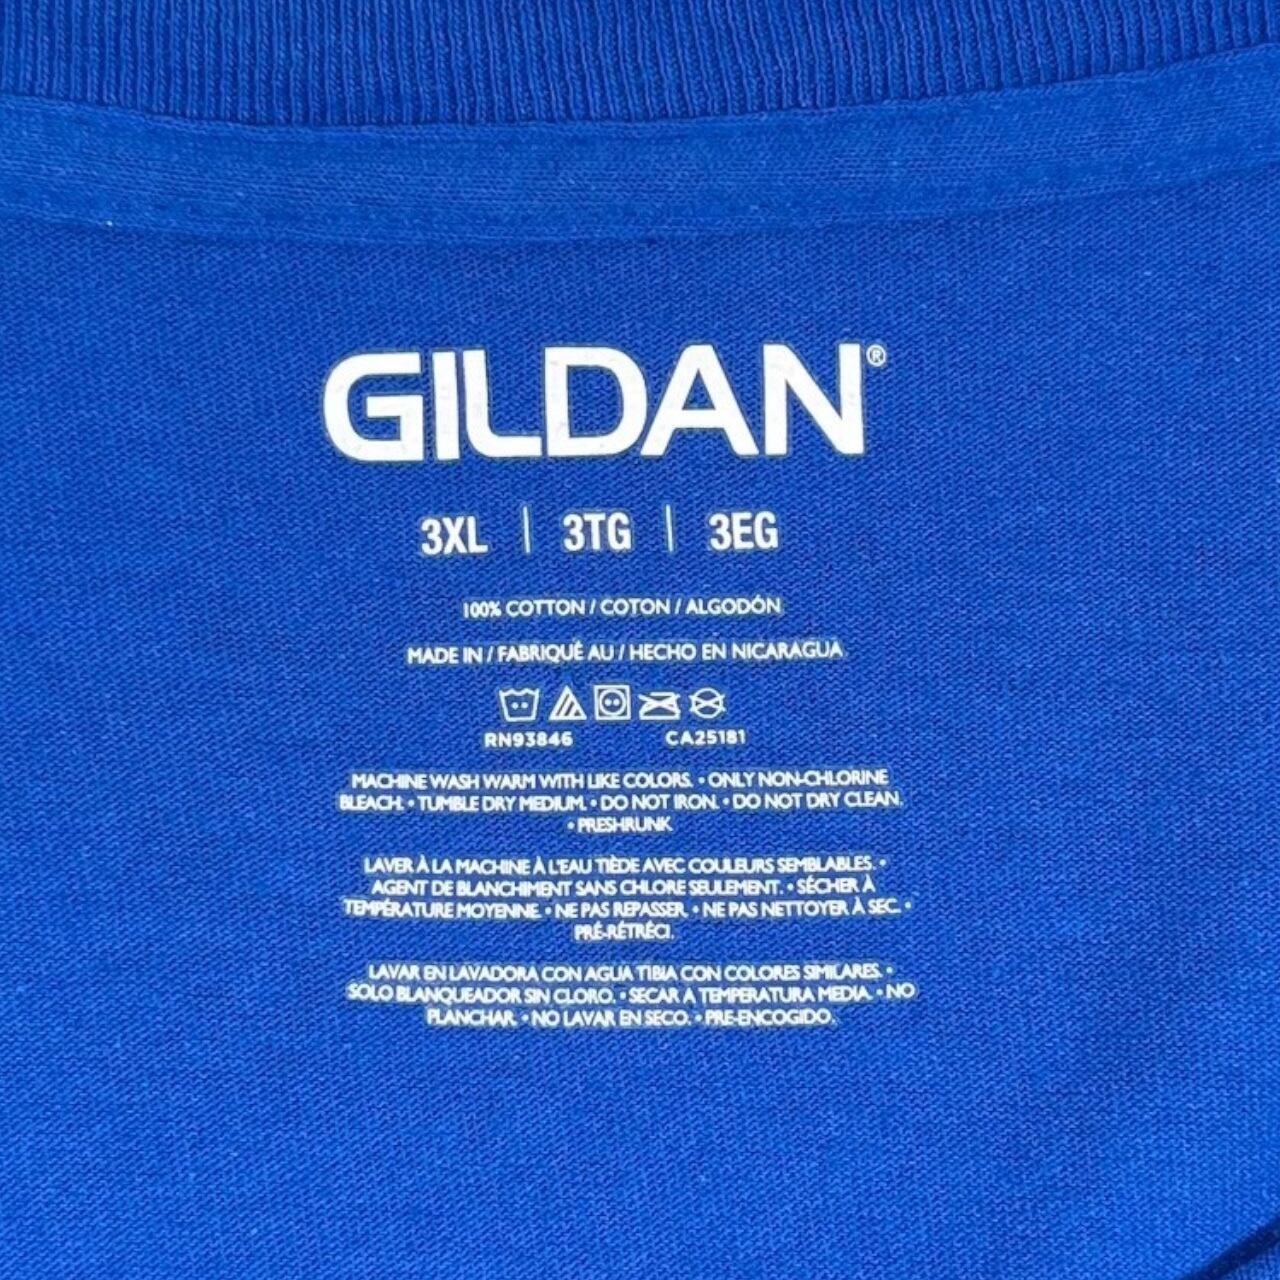 GILDAN®
3XL | 3TG | 3EG
100% COTTON / COTON / ALGODÓN
MADE IN / FABRIQUÉ AU / HECHO EN NICARAGUA
RN93846 CA25181
MACHINE WASH WARM WITH LIKE COLORS. • ONLY NON-CHLORINE
BLEACH. • TUMBLE DRY MEDIUM. • DO NOT IRON. • DO NOT DRY CLEAN.
• PRESHRUNK
LAVER À LA MACHINE À L'EAU TIÈDE AVEC COULEURS SEMBLABLES. •
AGENT DE BLANCHIMENT SANS CHLORE SEULEMENT. • SÉCHER À
TEMPÉRATURE MOYENNE. • NE PAS REPASSER. • NE PAS NETTOYER À SEC. •
PRÉ-RÉTRÉCI.
LAVAR EN LAVADORA CON AGUA TIBIA CON COLORES SIMILARES. •
SOLO BLANQUEADOR SIN CLORO. • SECAR A TEMPERATURA MEDIA. • NO
PLANCHAR. • NO LAVAR EN SECO. • PRE-ENCOGIDO.